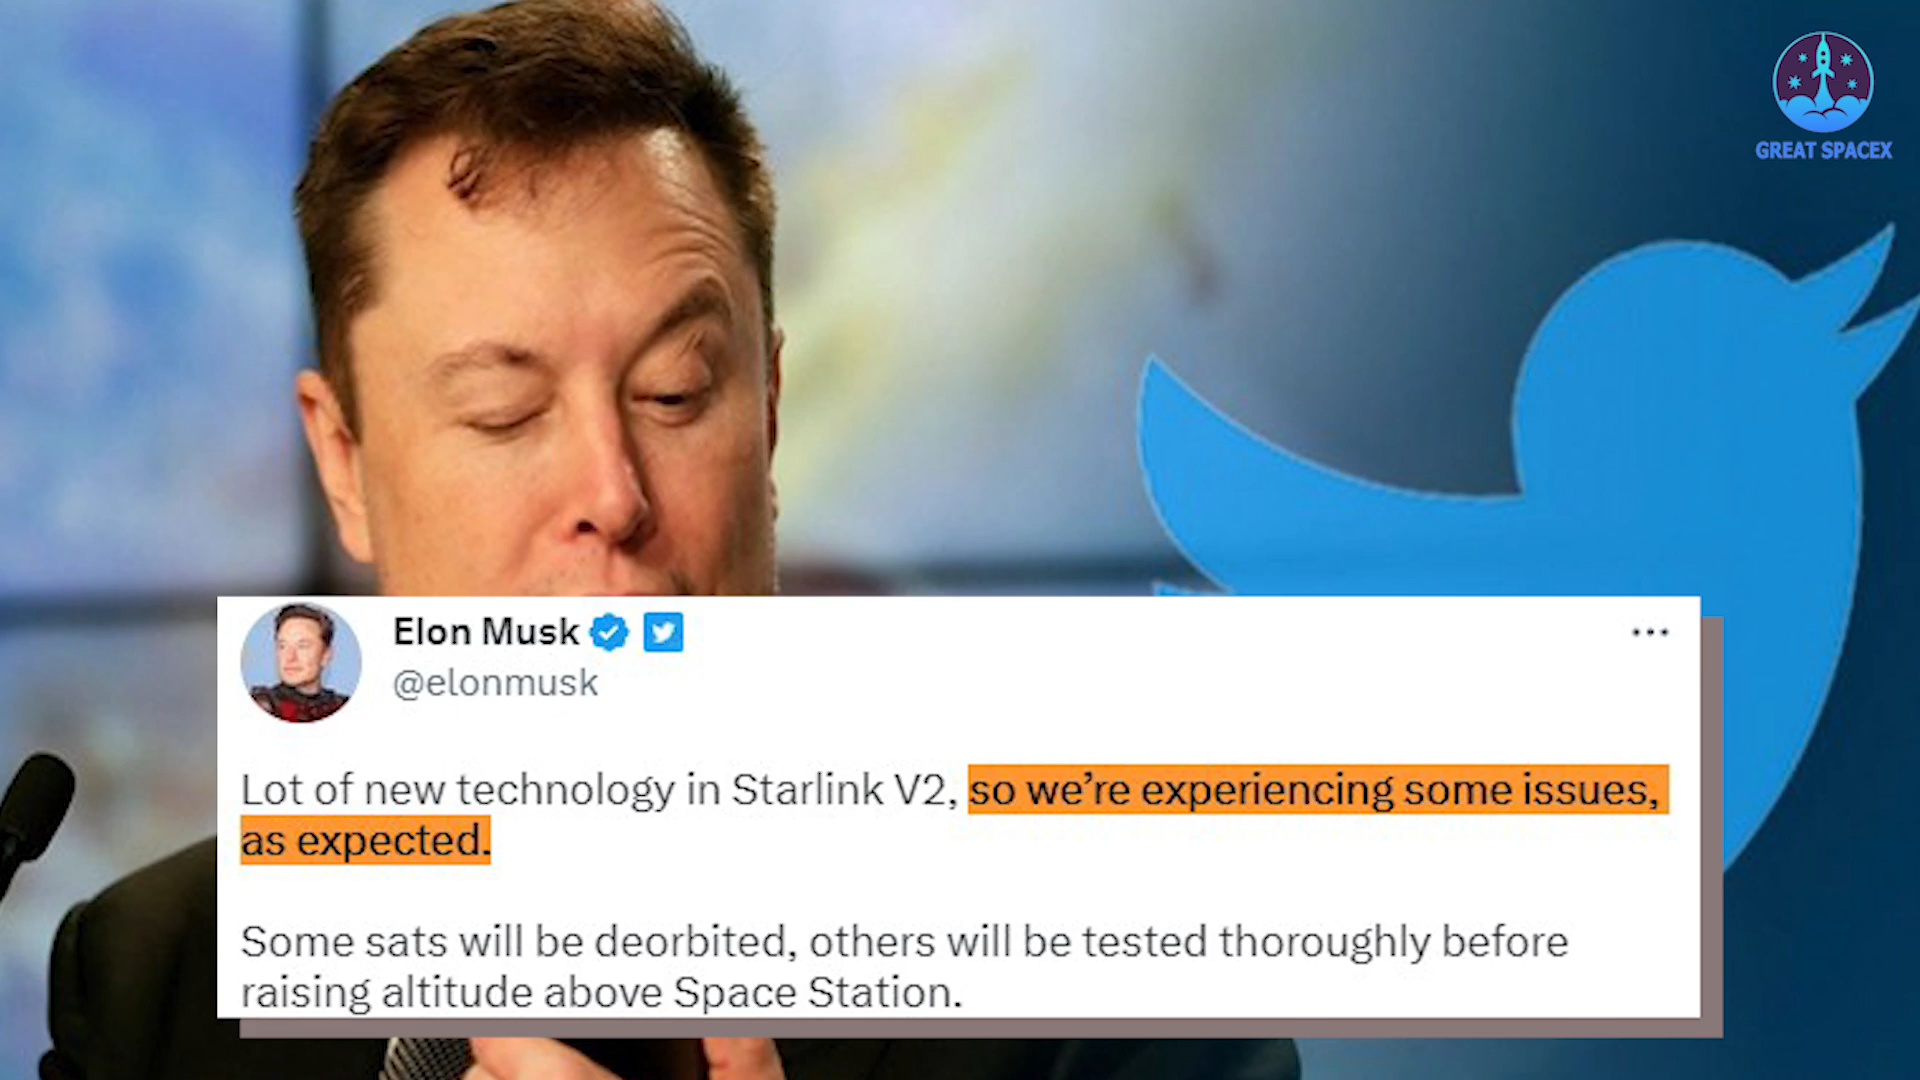 GREAT SPACEX
Elon Musk
@elonmusk
Lot of new technology in Starlink V2, so we’re experiencing some issues,
as expected.
Some sats will be deorbited, others will be tested thoroughly before
raising altitude above Space Station.